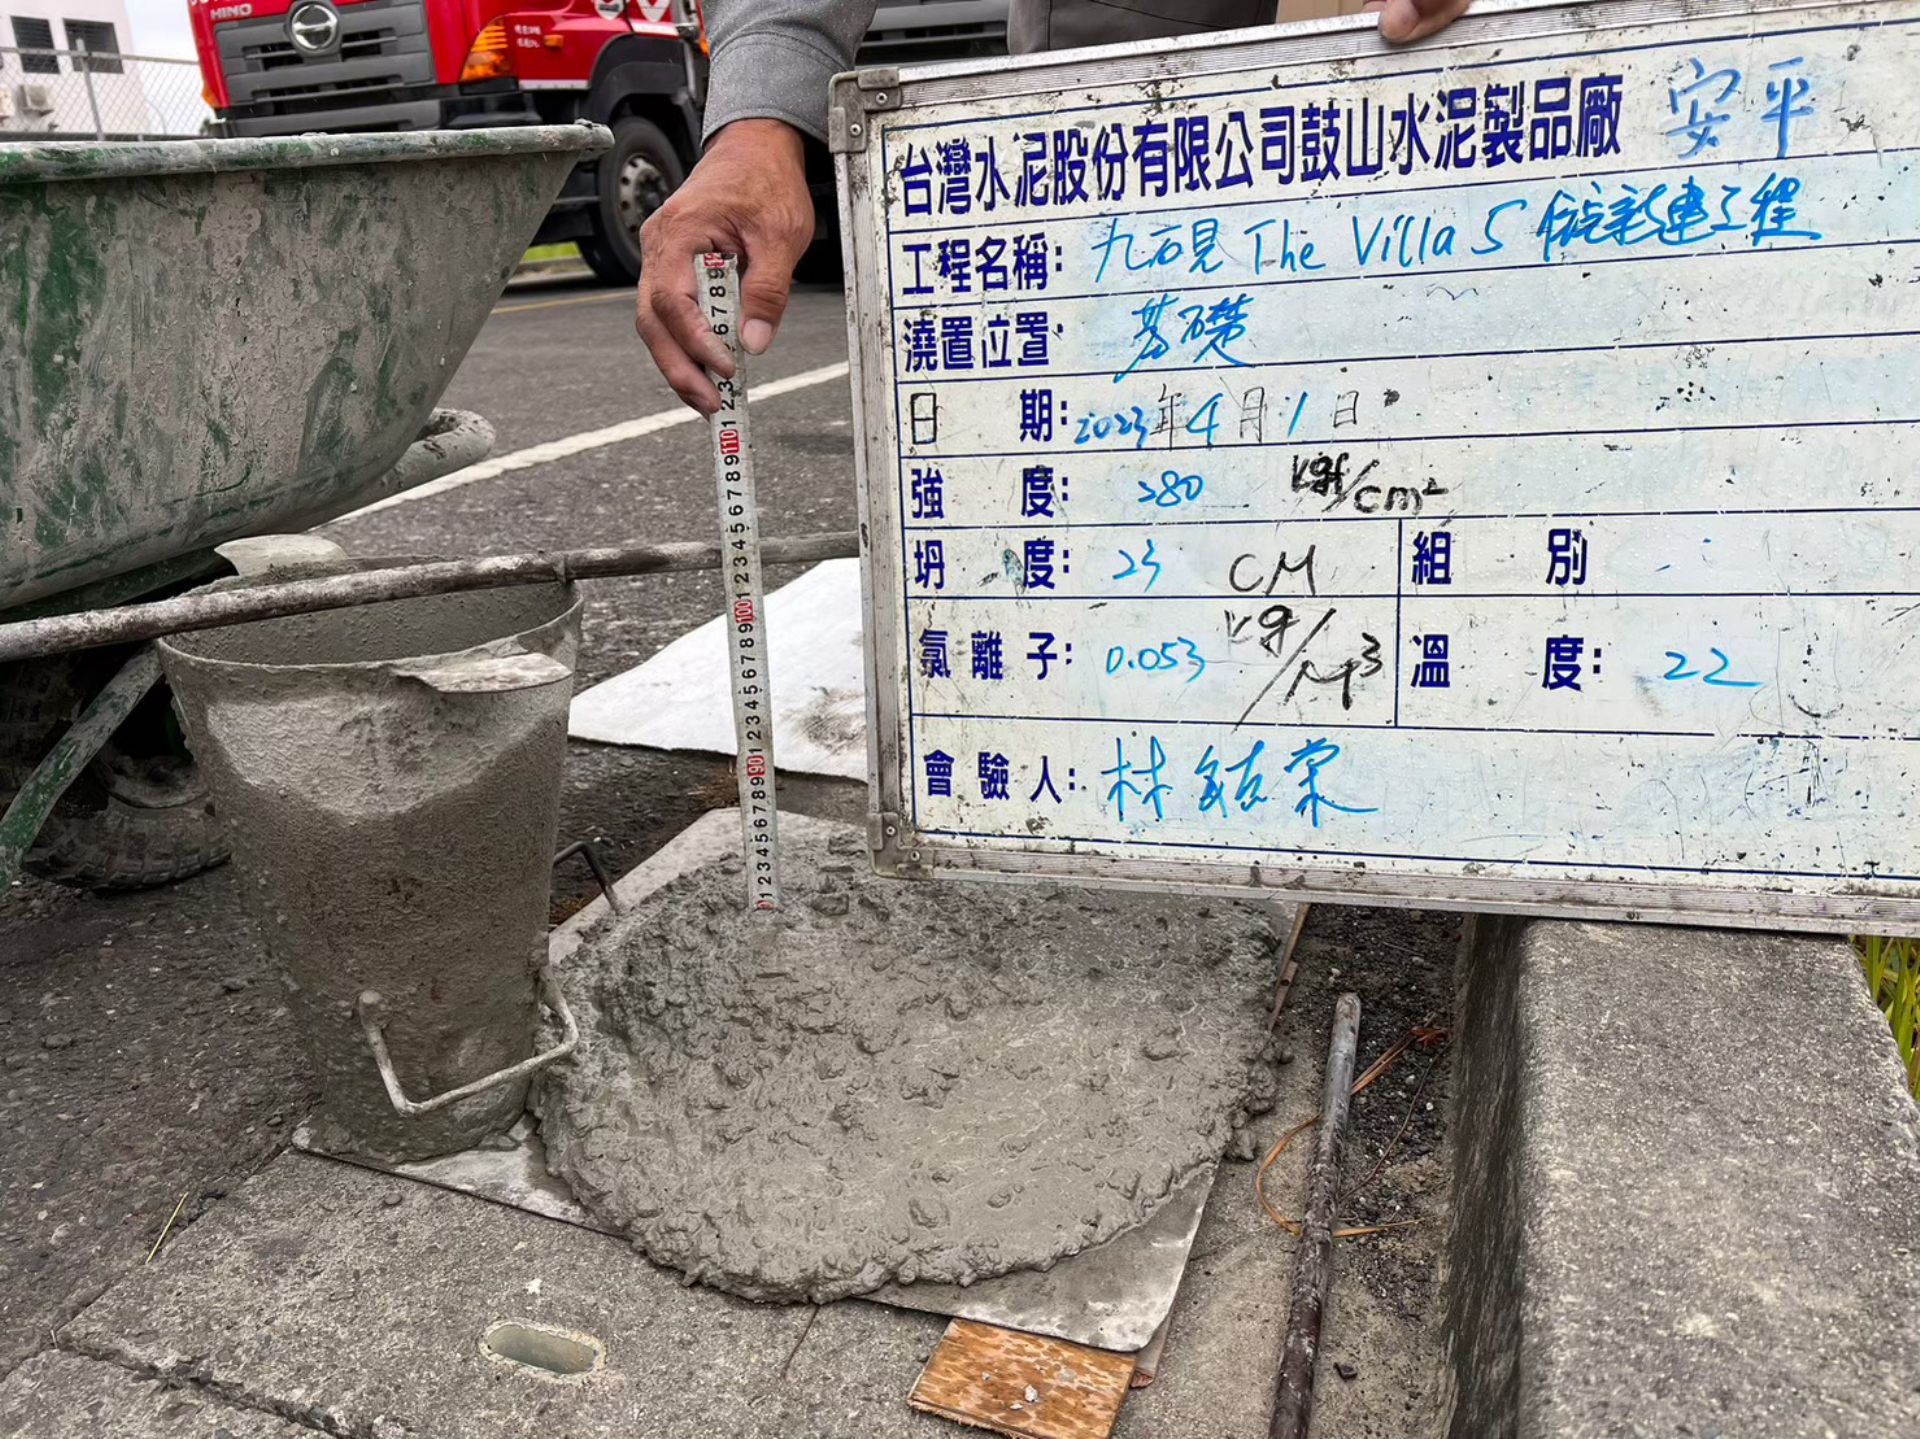 HINO
台灣水泥股份有限公司鼓山水泥製品廠 安平
工程名稱: 九石見 The Villa 5 新建工程
澆置位置: 基礎
日 期: 2023年4月1日
強 度: 280 kgf/cm²
坍 度: 23 CM 組 別
氯離子: 0.053 kg/M³ 溫 度: 22
會驗人: 林